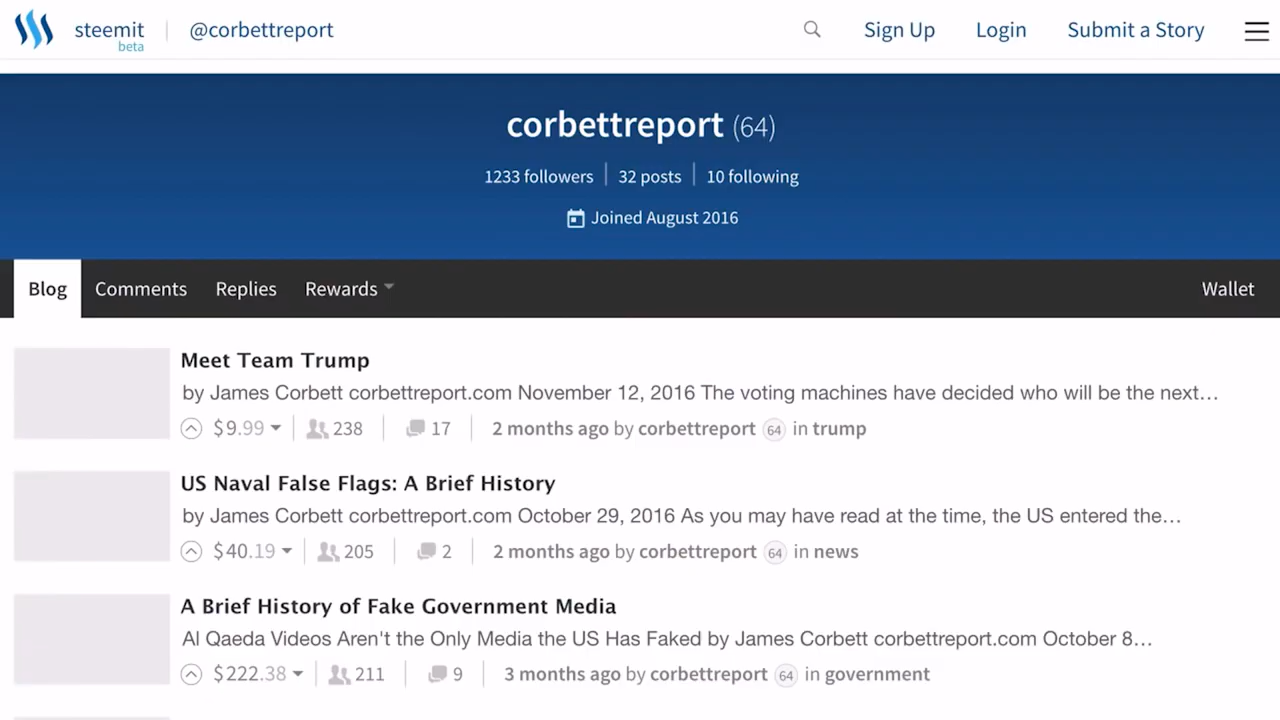 steemit beta @corbettreport Sign Up Login Submit a Story
corbettreport (64)
1233 followers 32 posts 10 following
Joined August 2016
Blog Comments Replies Rewards Wallet
Meet Team Trump
by James Corbett corbettreport.com November 12, 2016 The voting machines have decided who will be the next…
$9.99 238 17 2 months ago by corbettreport 64 in trump
US Naval False Flags: A Brief History
by James Corbett corbettreport.com October 29, 2016 As you may have read at the time, the US entered the…
$40.19 205 2 2 months ago by corbettreport 64 in news
A Brief History of Fake Government Media
Al Qaeda Videos Aren't the Only Media the US Has Faked by James Corbett corbettreport.com October 8…
$222.38 211 9 3 months ago by corbettreport 64 in government